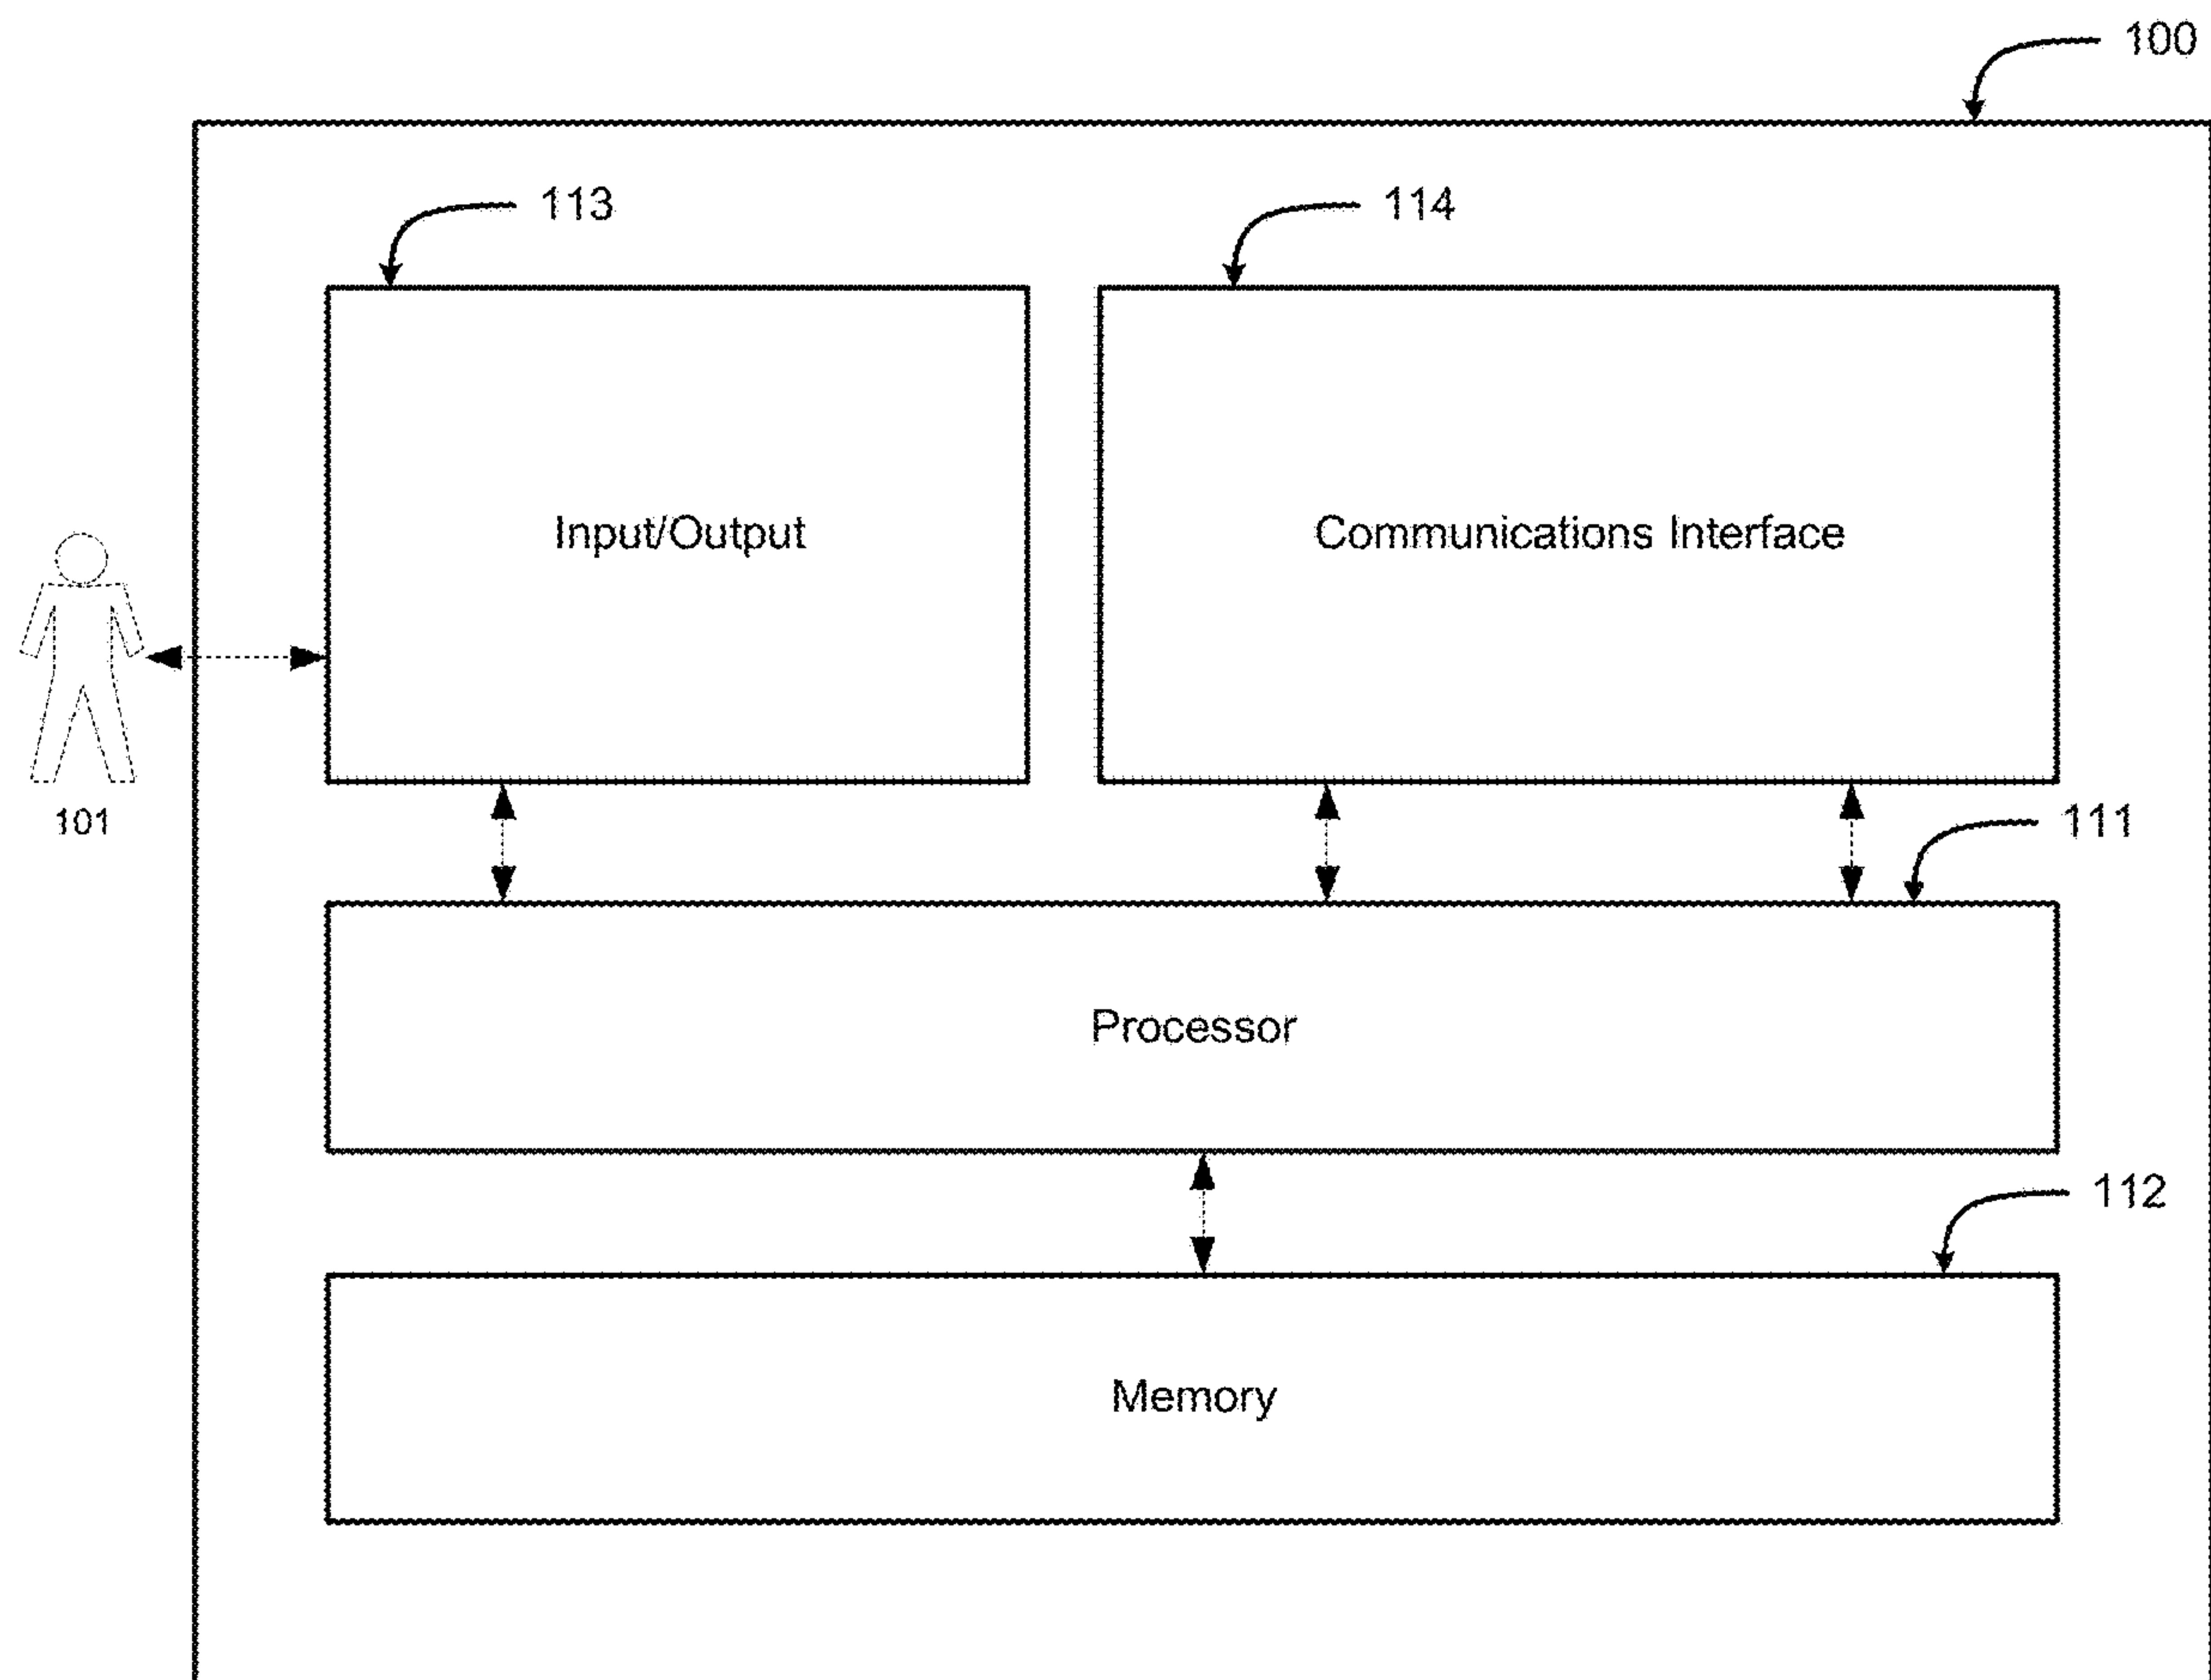 100
113
114
Input/Output
Communications Interface
101
111
Processor
112
Memory